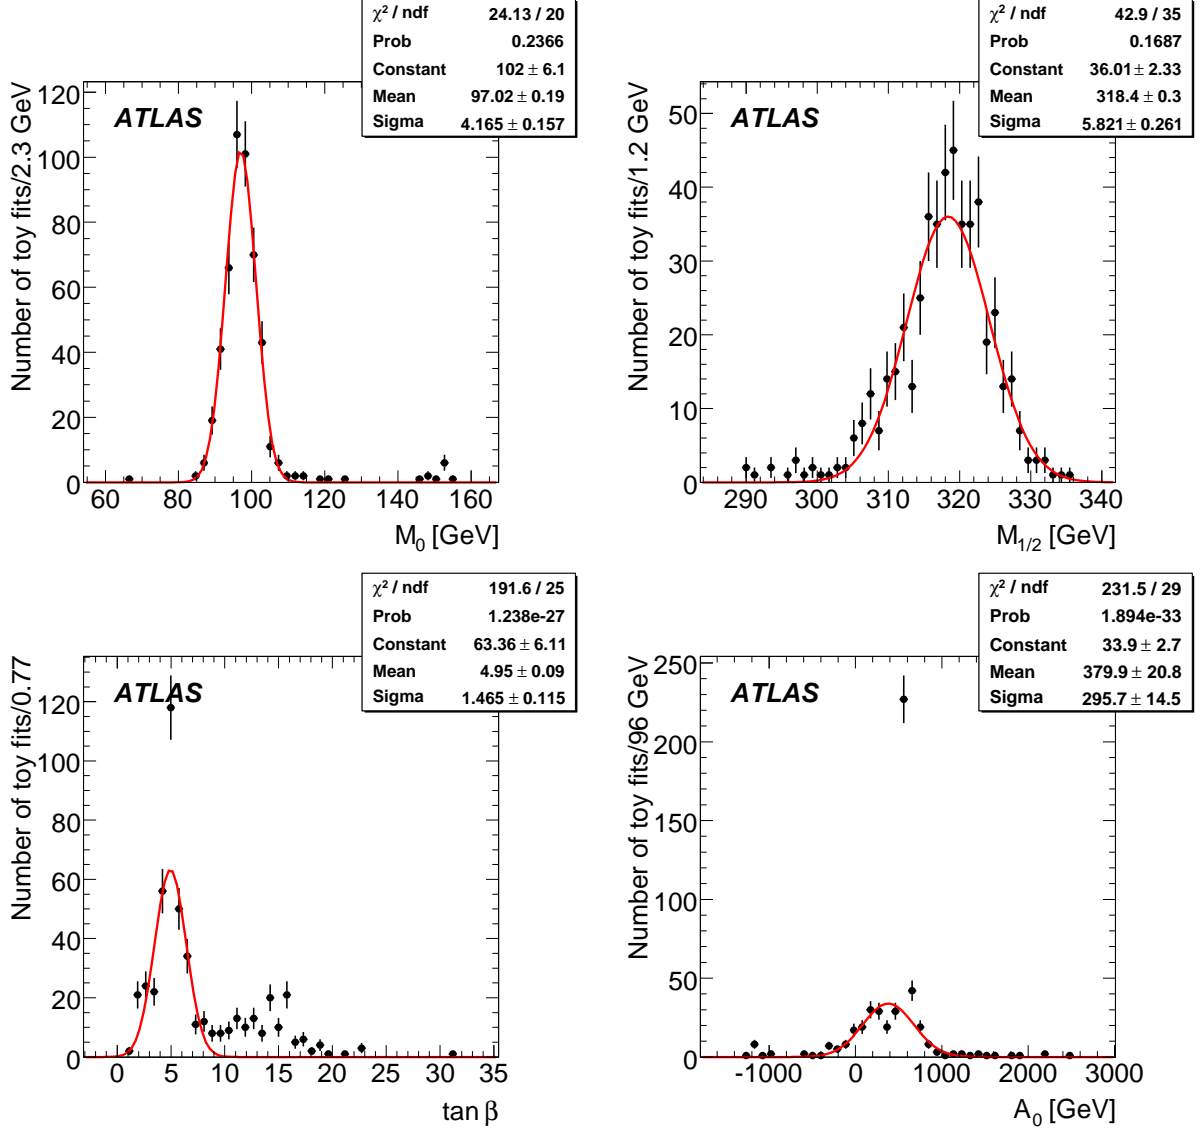 χ² / ndf 24.13 / 20
Prob 0.2366
Constant 102 ± 6.1
Mean 97.02 ± 0.19
Sigma 4.165 ± 0.157
ATLAS
Number of toy fits/2.3 GeV
120
100
80
60
40
20
0
60 80 100 120 140 160
M₀ [GeV]
χ² / ndf 42.9 / 35
Prob 0.1687
Constant 36.01 ± 2.33
Mean 318.4 ± 0.3
Sigma 5.821 ± 0.261
ATLAS
Number of toy fits/1.2 GeV
50
40
30
20
10
0
290 300 310 320 330 340
M₁/₂ [GeV]
χ² / ndf 191.6 / 25
Prob 1.238e-27
Constant 63.36 ± 6.11
Mean 4.95 ± 0.09
Sigma 1.465 ± 0.115
ATLAS
Number of toy fits/0.77
120
100
80
60
40
20
0
0 5 10 15 20 25 30 35
tan β
χ² / ndf 231.5 / 29
Prob 1.894e-33
Constant 33.9 ± 2.7
Mean 379.9 ± 20.8
Sigma 295.7 ± 14.5
ATLAS
Number of toy fits/96 GeV
250
200
150
100
50
0
-1000 0 1000 2000 3000
A₀ [GeV]